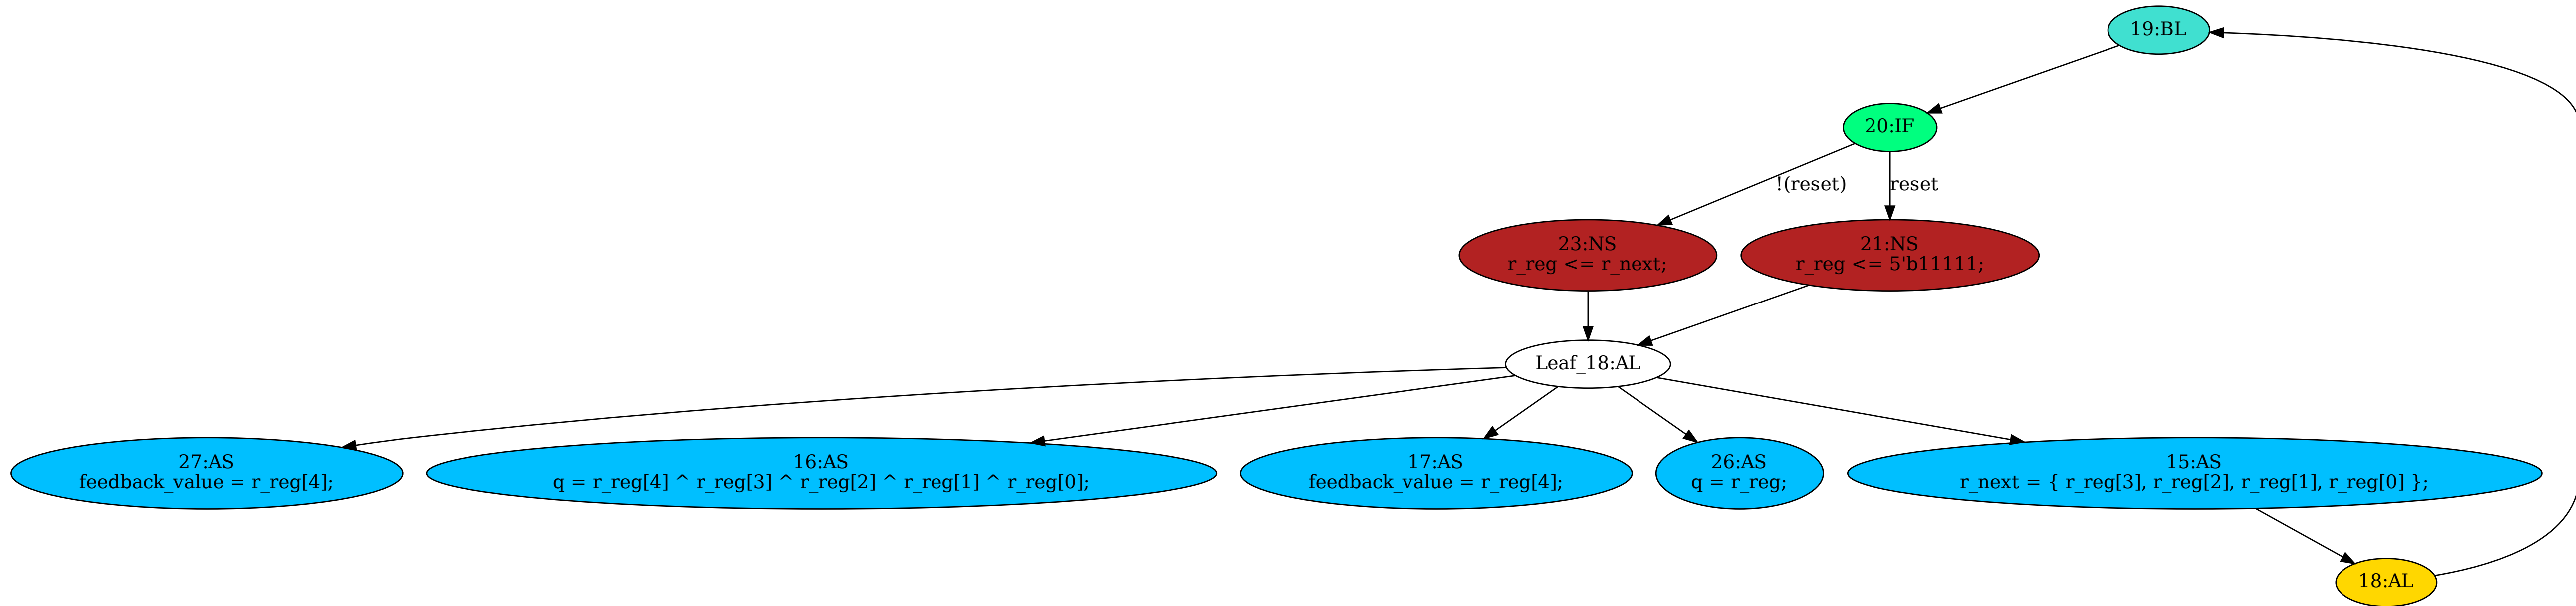 19:BL
20:IF
!(reset)
reset
23:NS
r_reg <= r_next;
21:NS
r_reg <= 5'b11111;
Leaf_18:AL
27:AS
feedback_value = r_reg[4];
16:AS
q = r_reg[4] ^ r_reg[3] ^ r_reg[2] ^ r_reg[1] ^ r_reg[0];
17:AS
feedback_value = r_reg[4];
26:AS
q = r_reg;
15:AS
r_next = { r_reg[3], r_reg[2], r_reg[1], r_reg[0] };
18:AL